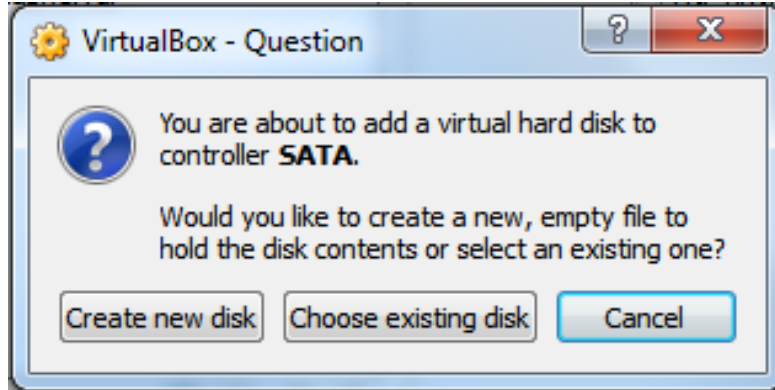 VirtualBox - Question
You are about to add a virtual hard disk to
controller SATA.
Would you like to create a new, empty file to
hold the disk contents or select an existing one?
Create new disk Choose existing disk Cancel